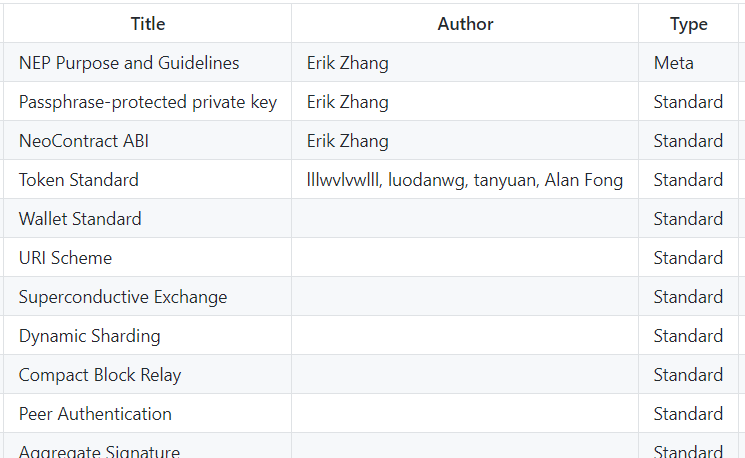 Title Author Type
NEP Purpose and Guidelines Erik Zhang Meta
Passphrase-protected private key Erik Zhang Standard
NeoContract ABI Erik Zhang Standard
Token Standard lllwvlvwlll, luodanwg, tanyuan, Alan Fong Standard
Wallet Standard Standard
URI Scheme Standard
Superconductive Exchange Standard
Dynamic Sharding Standard
Compact Block Relay Standard
Peer Authentication Standard
Aggregate Signature Standard